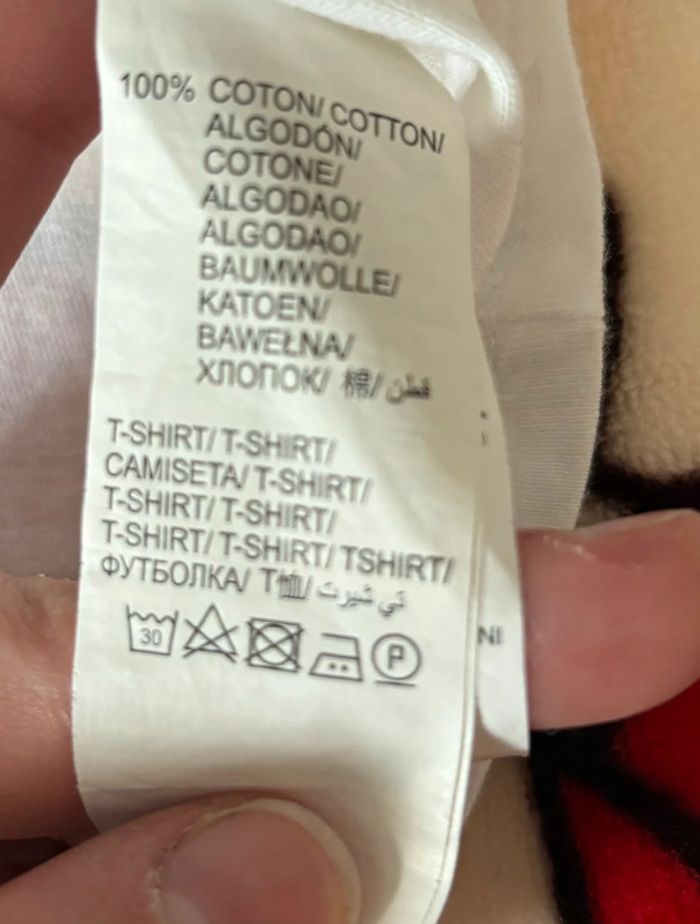 100% COTON/ COTTON/
ALGODÓN/
COTONE/
ALGODAO/
ALGODAO/
BAUMWOLLE/
KATOEN/
BAWEŁNA/
ХЛОПОК/ 棉/ قطن
T-SHIRT/ T-SHIRT/
CAMISETA/ T-SHIRT/
T-SHIRT/ T-SHIRT/
T-SHIRT/ T-SHIRT/ TSHIRT/
ФУТБОЛКА/ T恤/ تي شيرت
30
P
NI